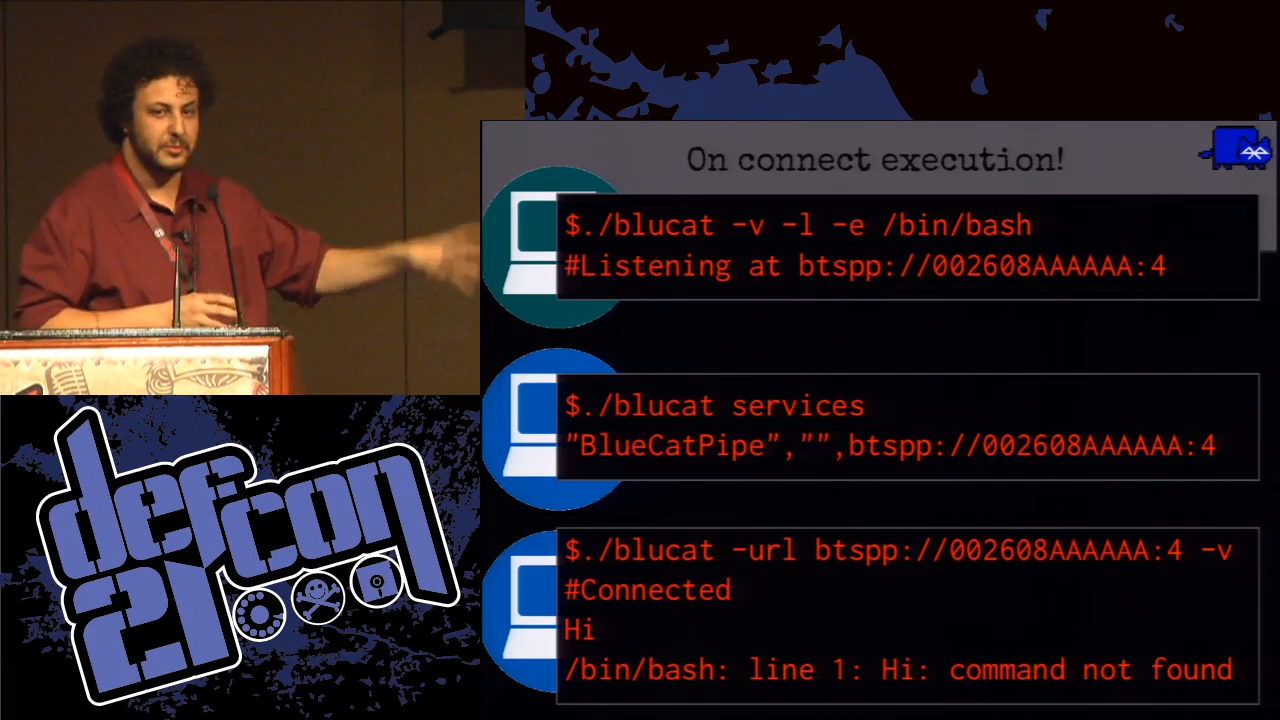 On connect execution!
$./blucat -v -l -e /bin/bash
#Listening at btspp://002608AAAAAA:4
$./blucat services
"BlueCatPipe","",btspp://002608AAAAAA:4
$./blucat -url btspp://002608AAAAAA:4 -v
#Connected
Hi
/bin/bash: line 1: Hi: command not found
defcon
21